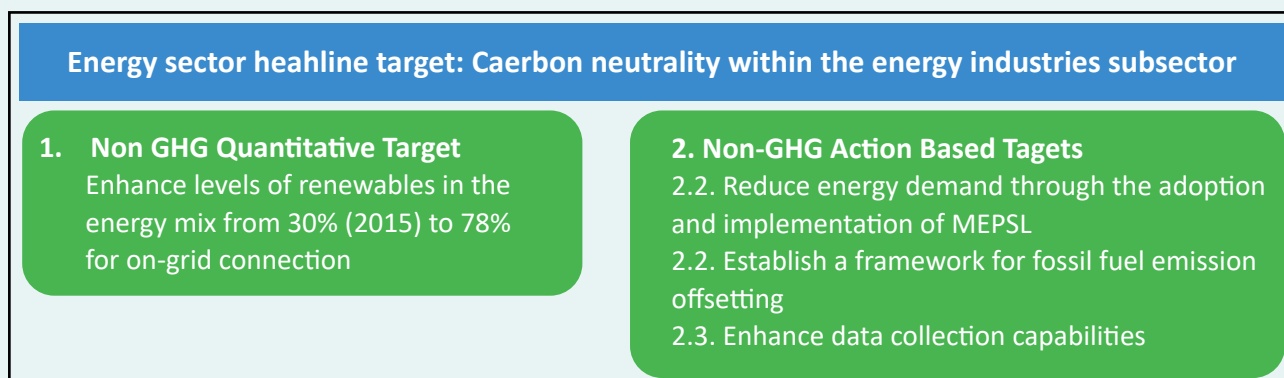 Energy sector heahline target: Caerbon neutrality within the energy industries subsector
1. Non GHG Quantitative Target
Enhance levels of renewables in the
energy mix from 30% (2015) to 78%
for on-grid connection
2. Non-GHG Action Based Tagets
2.2. Reduce energy demand through the adoption
and implementation of MEPSL
2.2. Establish a framework for fossil fuel emission
offsetting
2.3. Enhance data collection capabilities